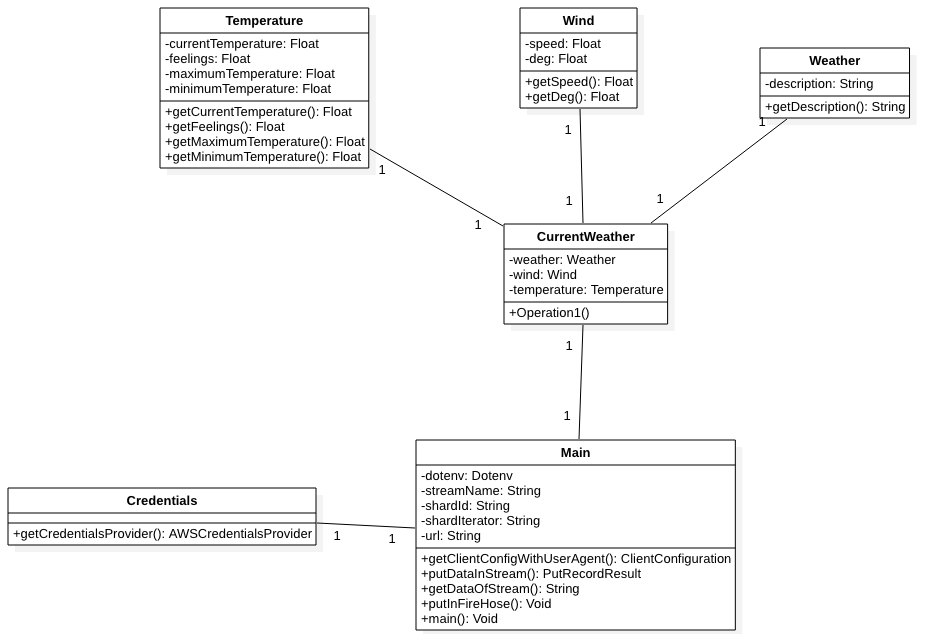 Temperature
-currentTemperature: Float
-feelings: Float
-maximumTemperature: Float
-minimumTemperature: Float
+getCurrentTemperature(): Float
+getFeelings(): Float
+getMaximumTemperature(): Float
+getMinimumTemperature(): Float
Wind
-speed: Float
-deg: Float
+getSpeed(): Float
+getDeg(): Float
Weather
-description: String
+getDescription(): String
1
1
1
1
1
1
CurrentWeather
-weather: Weather
-wind: Wind
-temperature: Temperature
+Operation1()
1
1
Main
-dotenv: Dotenv
-streamName: String
-shardId: String
-shardIterator: String
-url: String
+getClientConfigWithUserAgent(): ClientConfiguration
+putDataInStream(): PutRecordResult
+getDataOfStream(): String
+putInFireHose(): Void
+main(): Void
Credentials
+getCredentialsProvider(): AWSCredentialsProvider
1
1